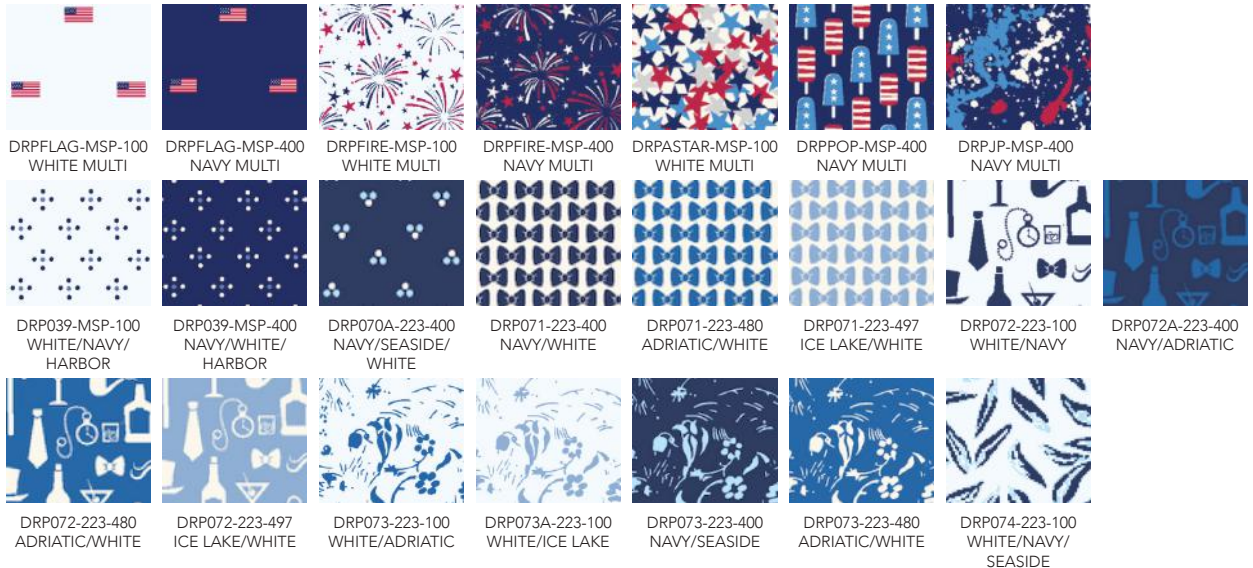 DRPFLAG-MSP-100
WHITE MULTI
DRPFLAG-MSP-400
NAVY MULTI
DRPFIRE-MSP-100
WHITE MULTI
DRPFIRE-MSP-400
NAVY MULTI
DRPASTAR-MSP-100
WHITE MULTI
DRPPOP-MSP-400
NAVY MULTI
DRPJP-MSP-400
NAVY MULTI
DRP039-MSP-100
WHITE/NAVY/
HARBOR
DRP039-MSP-400
NAVY/WHITE/
HARBOR
DRP070A-223-400
NAVY/SEASIDE/
WHITE
DRP071-223-400
NAVY/WHITE
DRP071-223-480
ADRIATIC/WHITE
DRP071-223-497
ICE LAKE/WHITE
DRP072-223-100
WHITE/NAVY
DRP072A-223-400
NAVY/ADRIATIC
DRP072-223-480
ADRIATIC/WHITE
DRP072-223-497
ICE LAKE/WHITE
DRP073-223-100
WHITE/ADRIATIC
DRP073A-223-100
WHITE/ICE LAKE
DRP073-223-400
NAVY/SEASIDE
DRP073-223-480
ADRIATIC/WHITE
DRP074-223-100
WHITE/NAVY/
SEASIDE